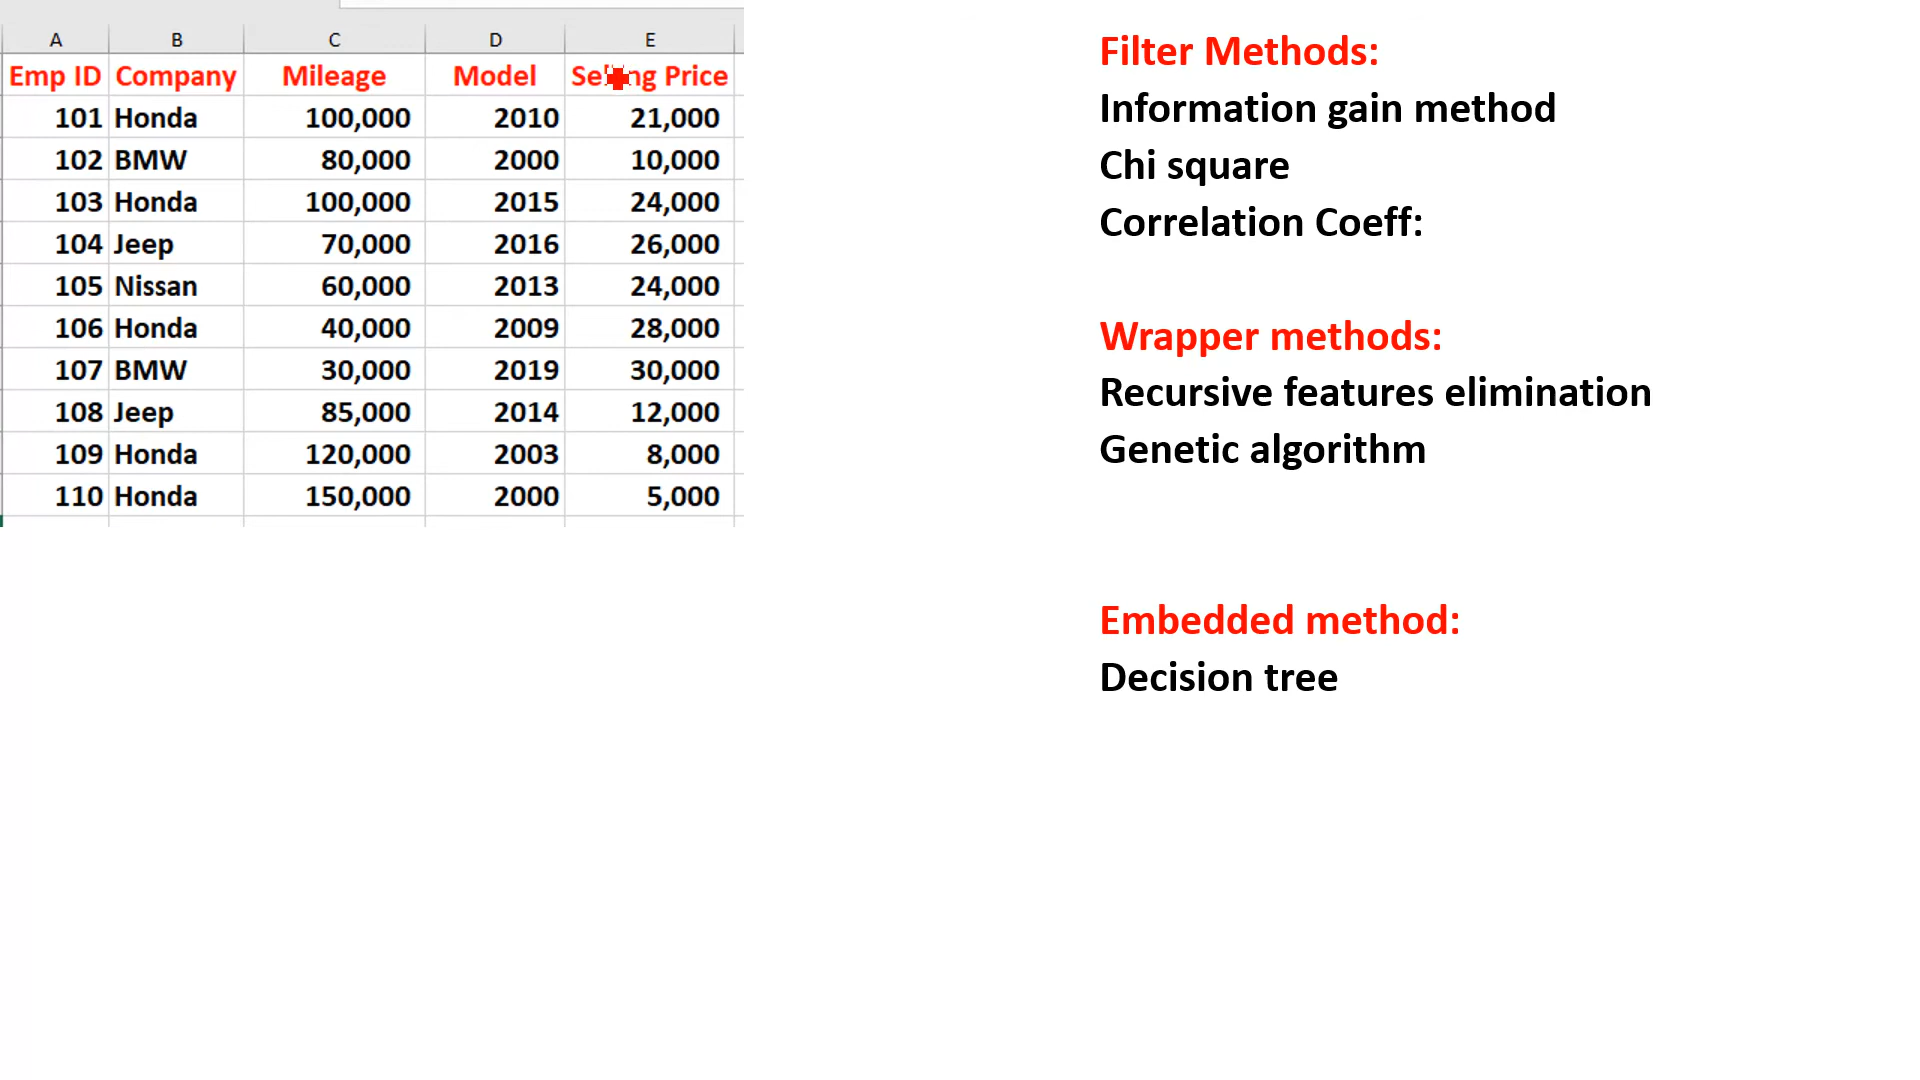 A B C D E
Emp ID Company Mileage Model Selling Price
101 Honda 100,000 2010 21,000
102 BMW 80,000 2000 10,000
103 Honda 100,000 2015 24,000
104 Jeep 70,000 2016 26,000
105 Nissan 60,000 2013 24,000
106 Honda 40,000 2009 28,000
107 BMW 30,000 2019 30,000
108 Jeep 85,000 2014 12,000
109 Honda 120,000 2003 8,000
110 Honda 150,000 2000 5,000
Filter Methods:
Information gain method
Chi square
Correlation Coeff:
Wrapper methods:
Recursive features elimination
Genetic algorithm
Embedded method:
Decision tree